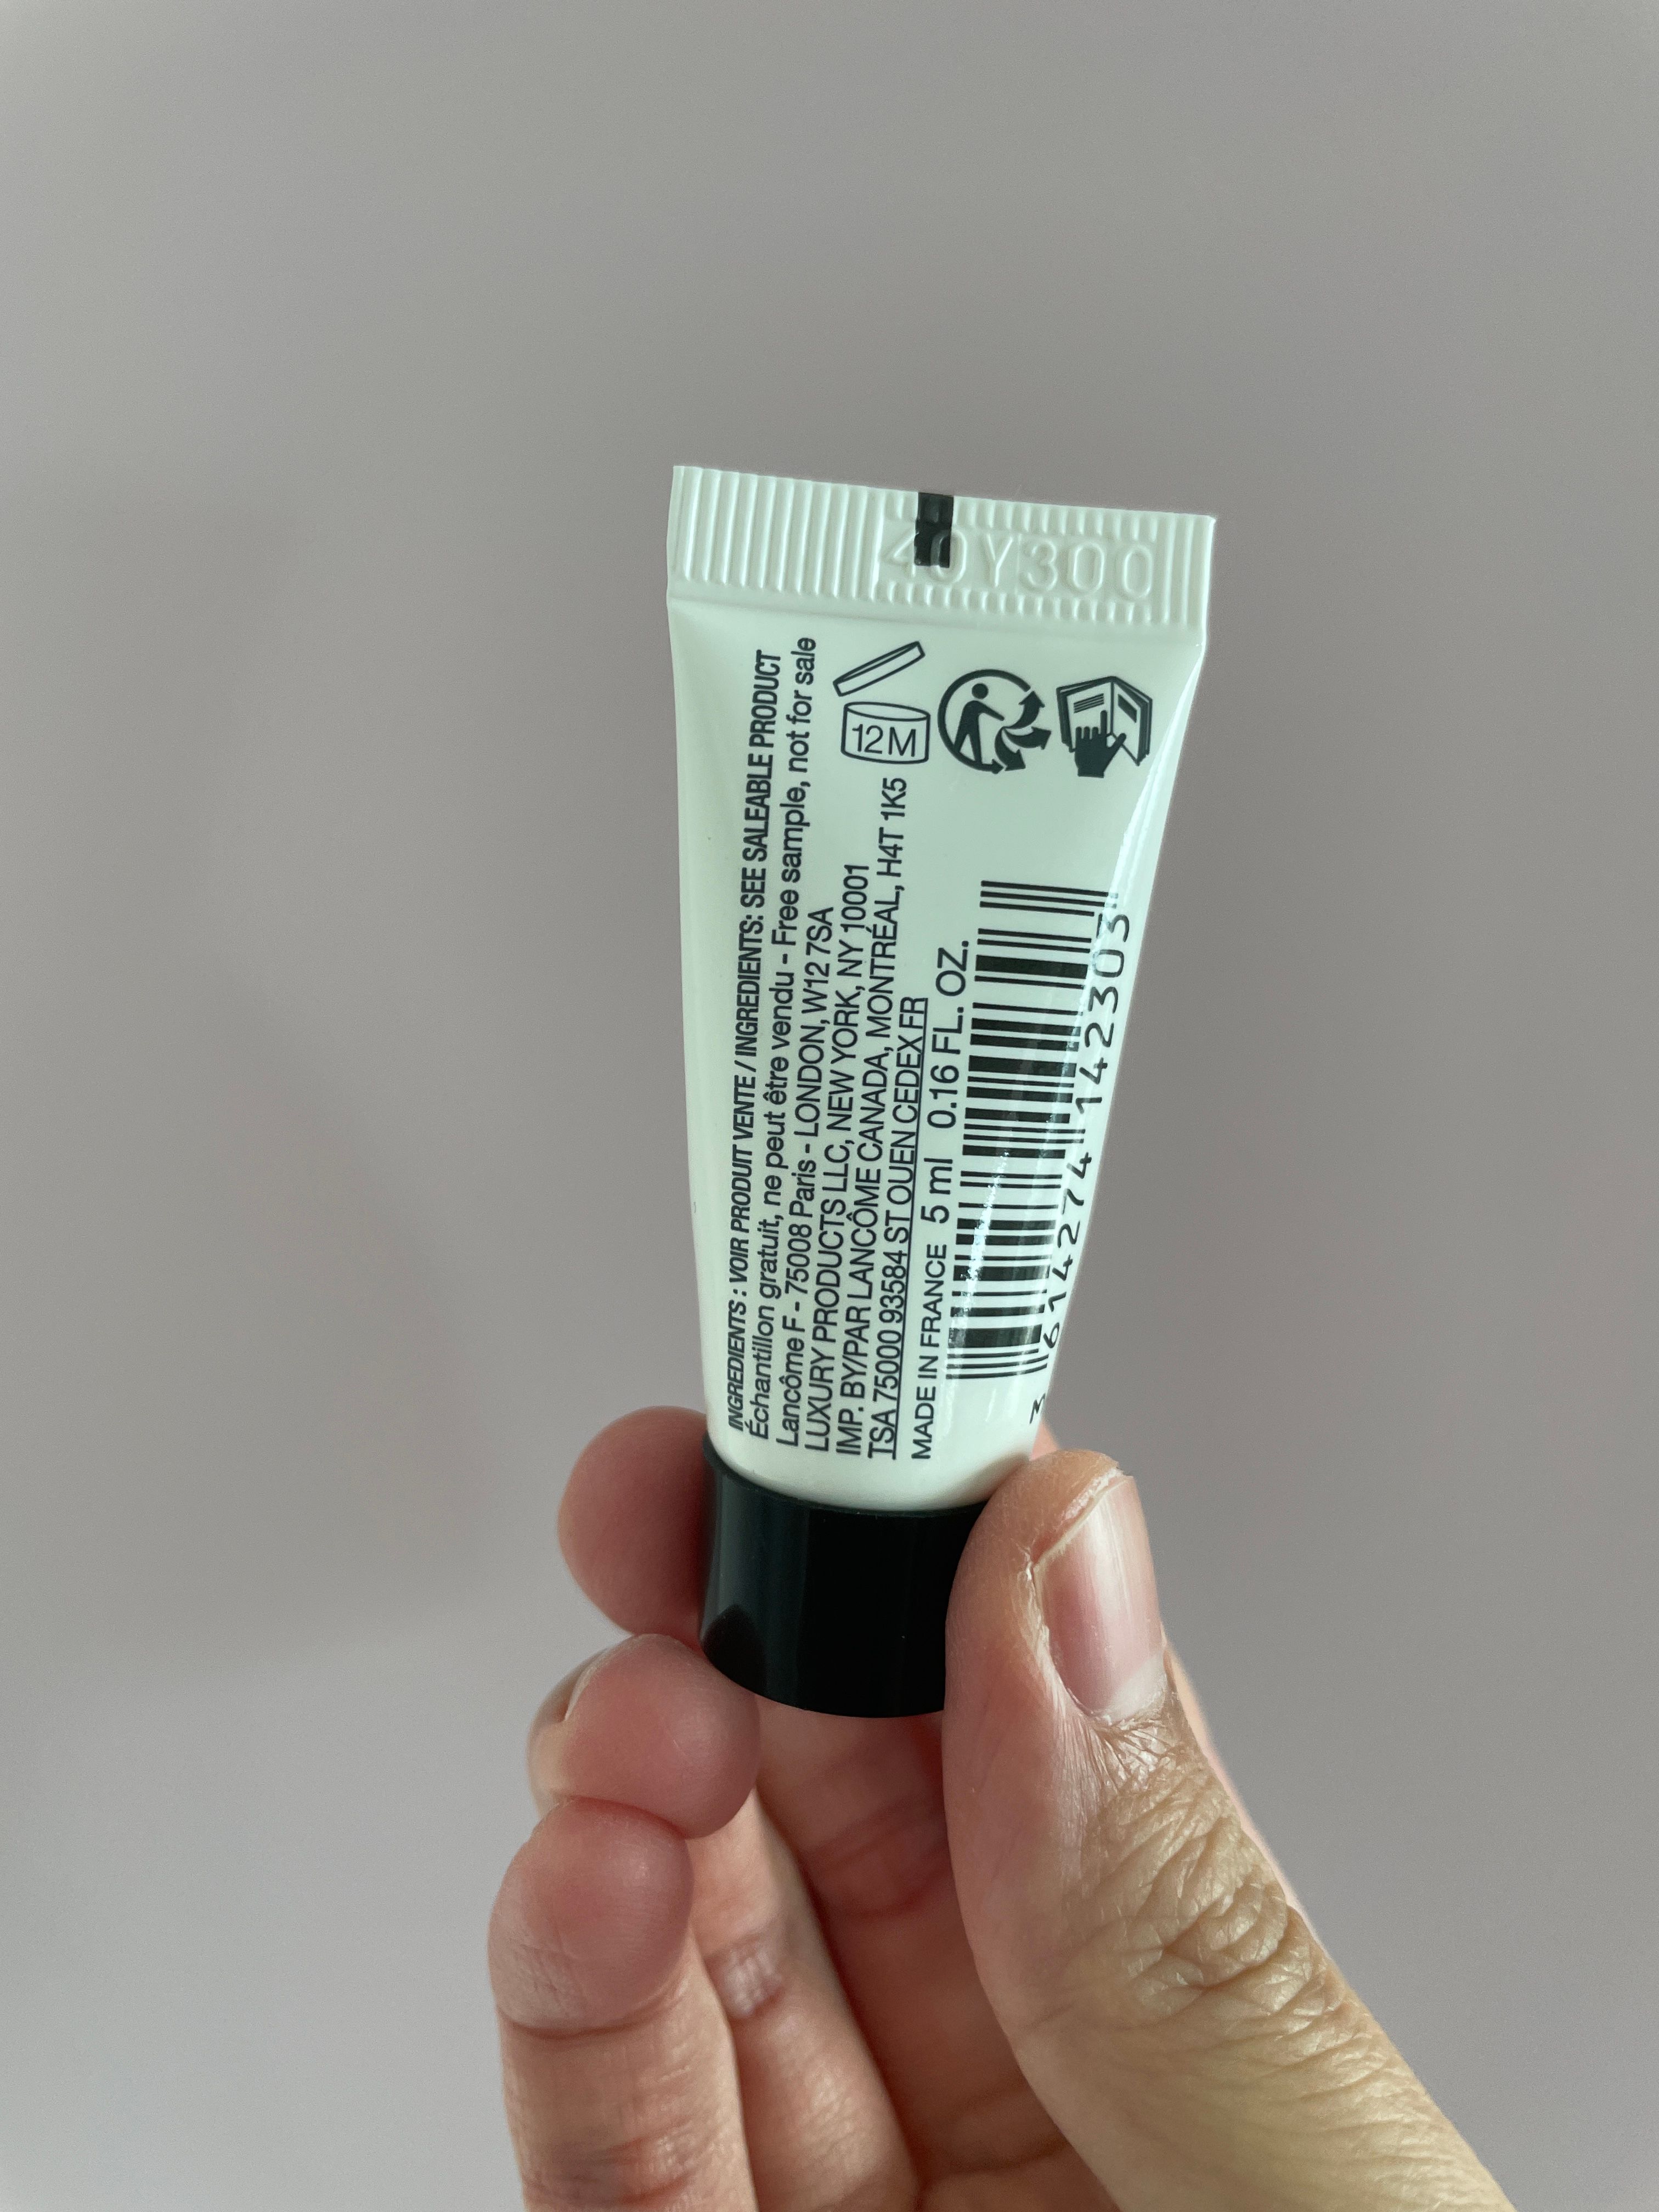 40Y300
INGREDIENTS : VOIR PRODUIT VENTE / INGREDIENTS: SEE SALEABLE PRODUCT
Échantillon gratuit, ne peut être vendu - Free sample, not for sale
Lancôme F - 75008 Paris - LONDON, W12 7SA
LUXURY PRODUCTS LLC, NEW YORK, NY 10001
IMP. BY/PAR LANCÔME CANADA, MONTRÉAL, H4T 1K5
TSA 75000 93584 ST OUEN CEDEX FR
MADE IN FRANCE 5 ml 0.16 FL. OZ.
12M
3 614274 142303